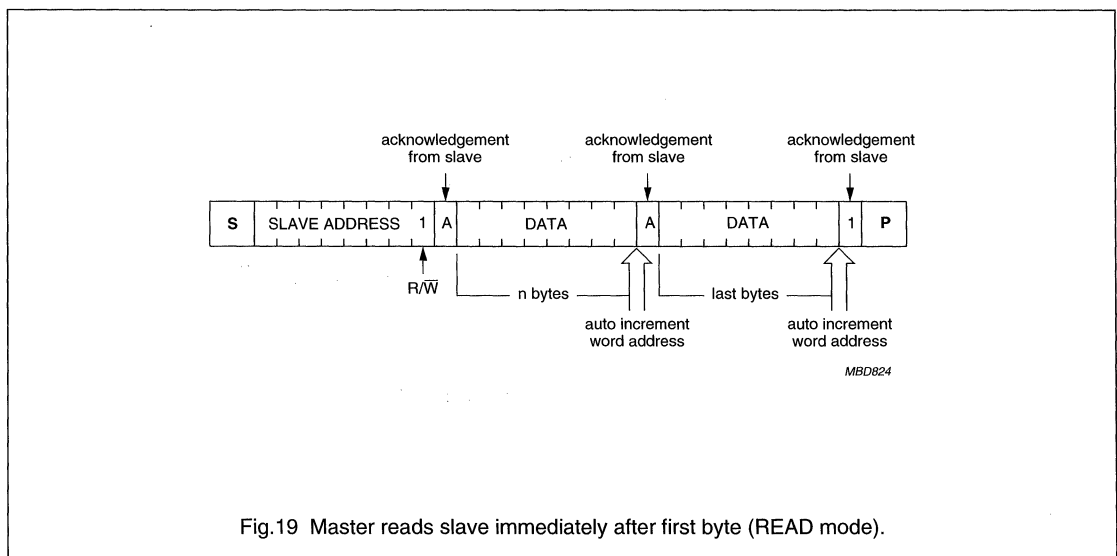 acknowledgement
from slave
acknowledgement
from slave
acknowledgement
from slave
S SLAVE ADDRESS 1 A DATA A DATA 1 P
R/W̅
n bytes
last bytes
auto increment
word address
auto increment
word address
MBD824
Fig.19 Master reads slave immediately after first byte (READ mode).